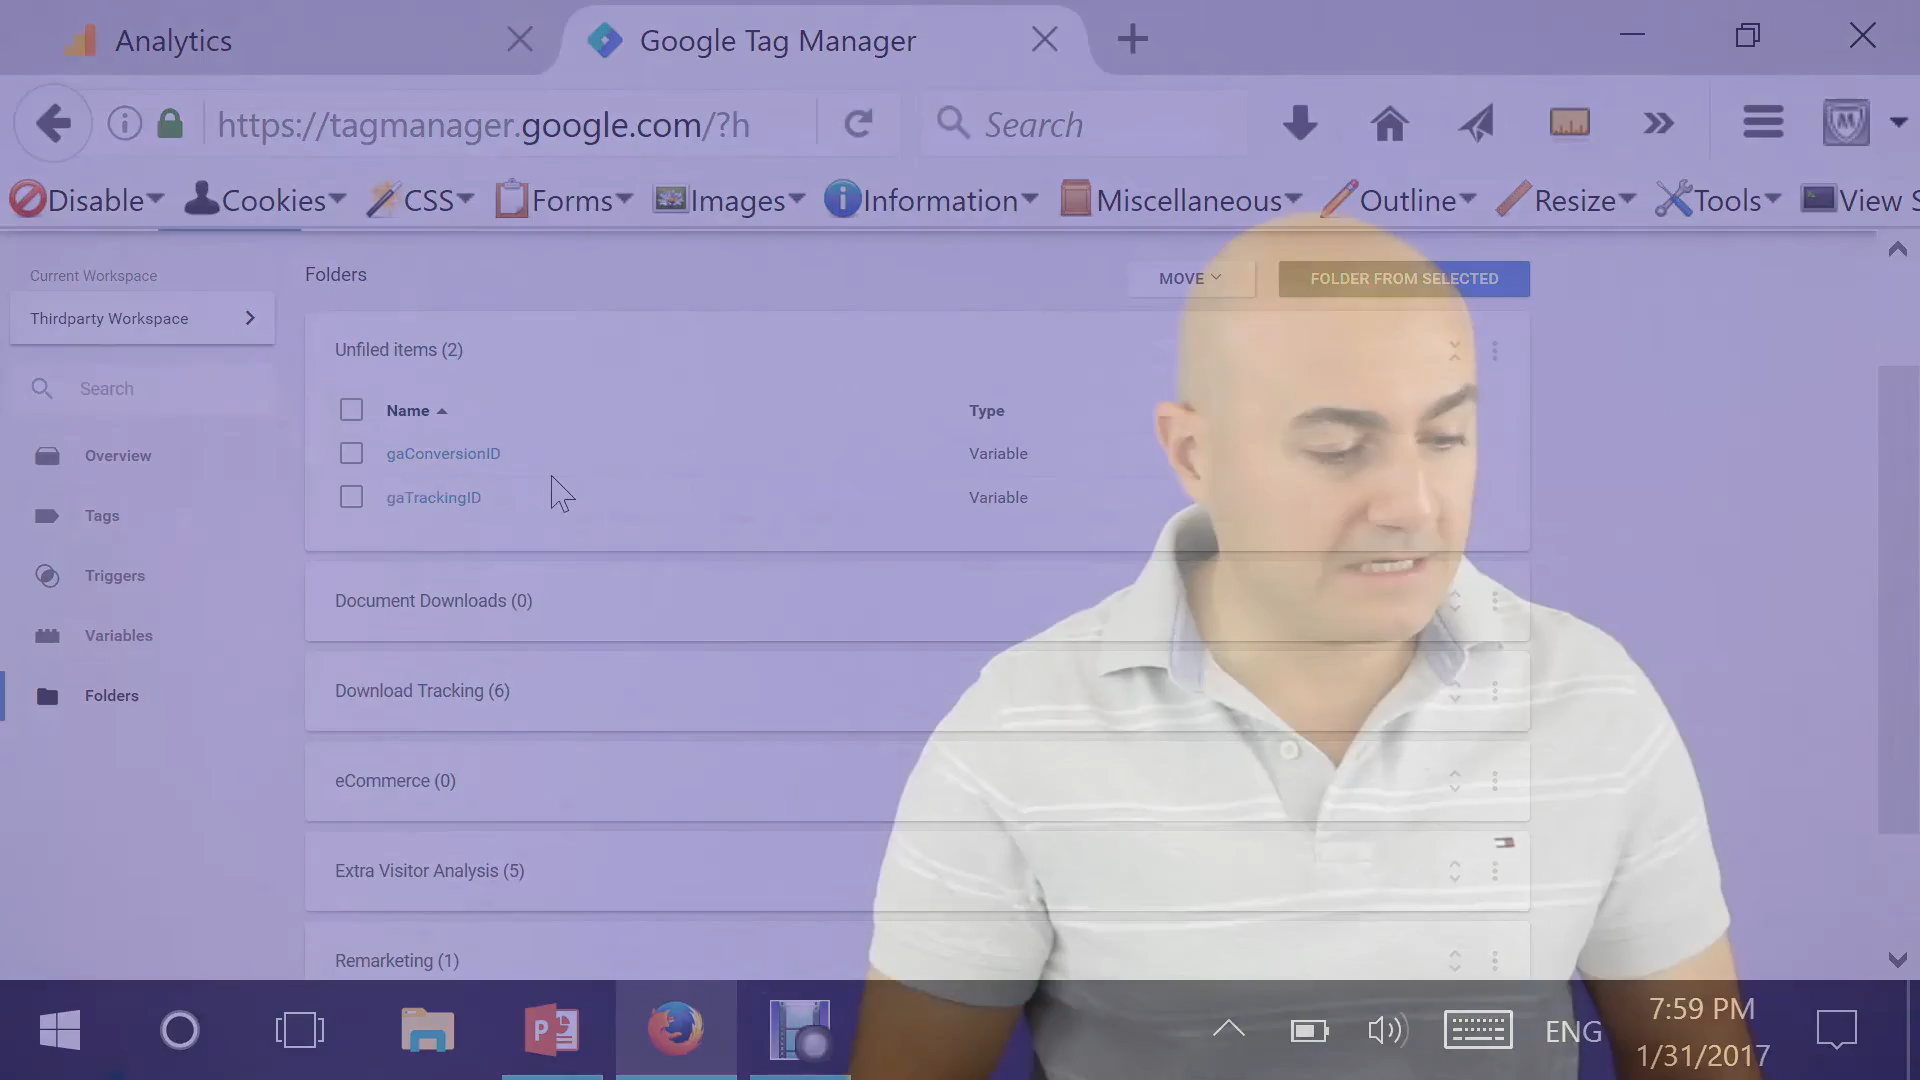 Analytics
Google Tag Manager
https://tagmanager.google.com/?h
Search
Disable
Cookies
CSS
Forms
Images
Information
Miscellaneous
Outline
Resize
Tools
View S
Current Workspace
Thirdparty Workspace
Search
Overview
Tags
Triggers
Variables
Folders
Folders
MOVE
FOLDER FROM SELECTED
Unfiled items (2)
Name
Type
gaConversionID
Variable
gaTrackingID
Variable
Document Downloads (0)
Download Tracking (6)
eCommerce (0)
Extra Visitor Analysis (5)
Remarketing (1)
ENG
7:59 PM
1/31/2017